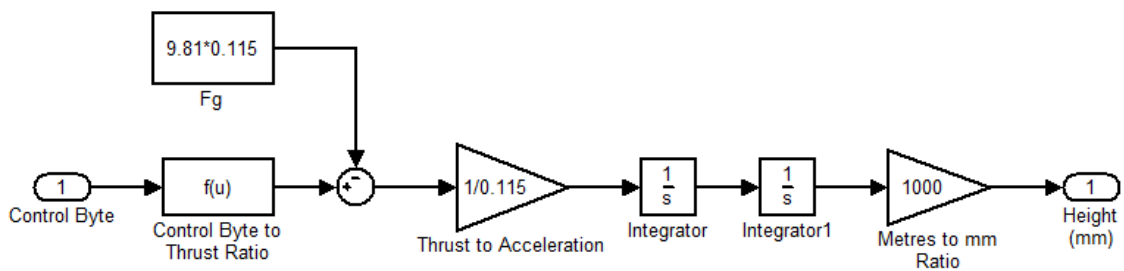 9.81*0.115
Fg
1
Control Byte
f(u)
Control Byte to
Thrust Ratio
+
-
1/0.115
Thrust to Acceleration
1
s
Integrator
1
s
Integrator1
1000
Metres to mm
Ratio
1
Height
(mm)